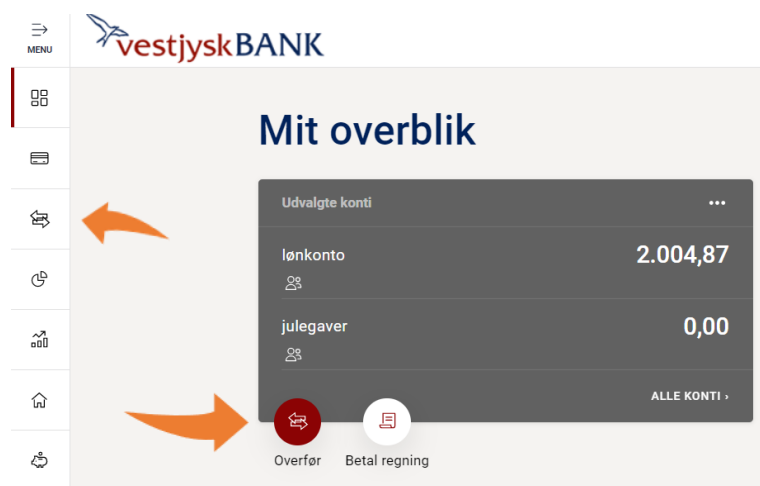 MENU
vestjyskBANK
Mit overblik
Udvalgte konti
lønkonto 2.004,87
julegaver 0,00
ALLE KONTI ›
Overfør Betal regning